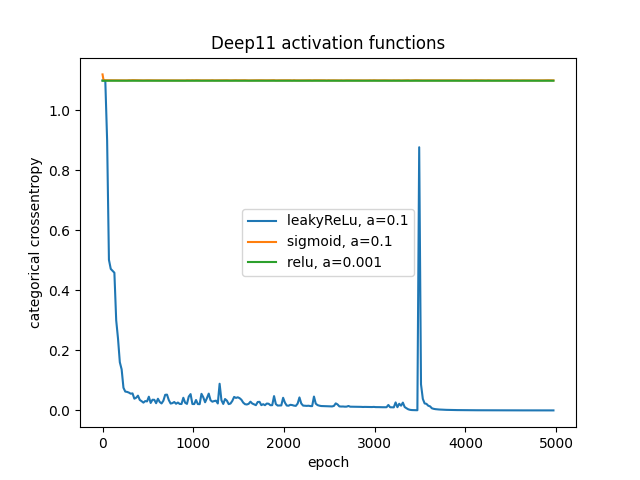 Deep11 activation functions
categorical crossentropy
1.0
0.8
0.6
0.4
0.2
0.0
leakyReLu, a=0.1
sigmoid, a=0.1
relu, a=0.001
0 1000 2000 3000 4000 5000
epoch